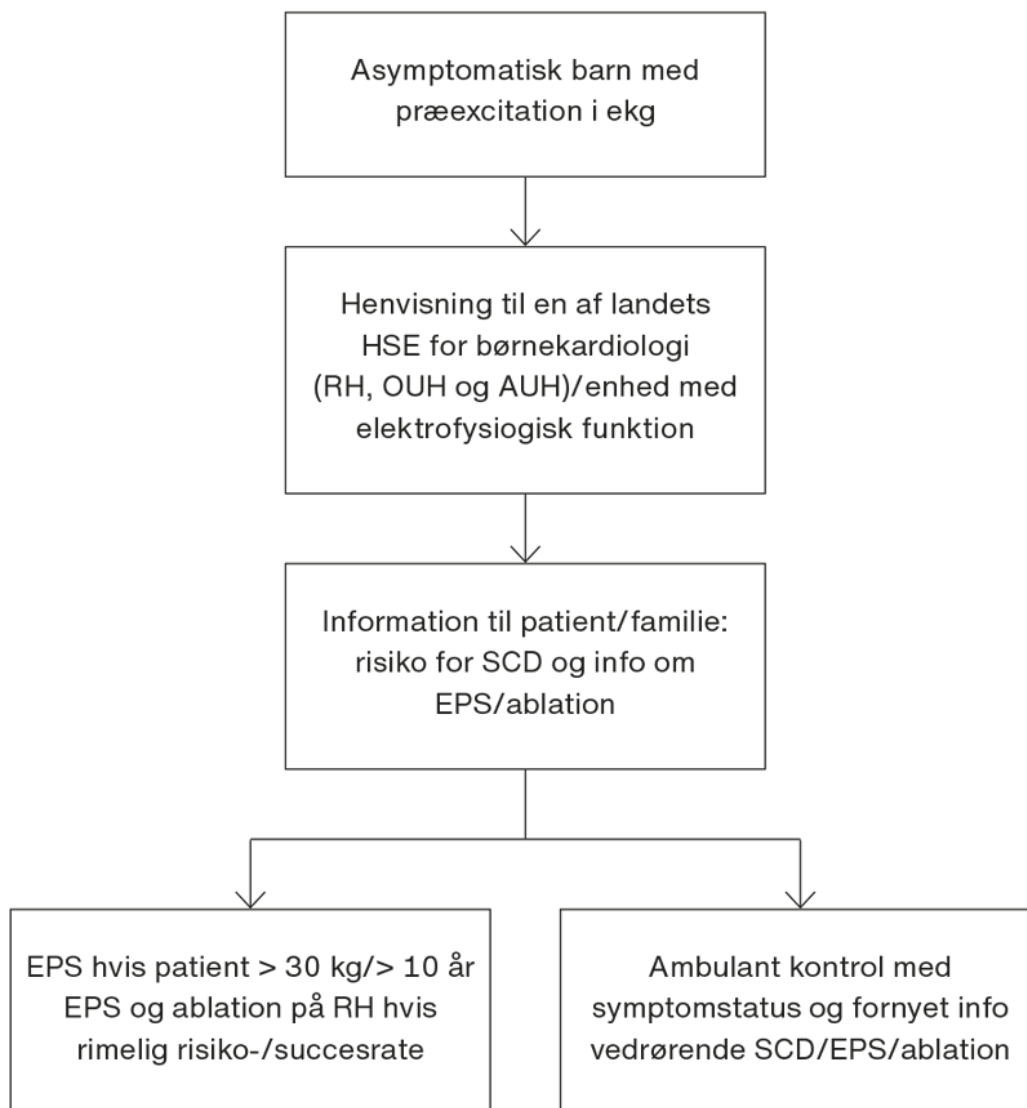 Asymptomatisk barn med
præexcitation i ekg
Henvisning til en af landets
HSE for børnekardiologi
(RH, OUH og AUH)/enhed med
elektrofysiogisk funktion
Information til patient/familie:
risiko for SCD og info om
EPS/ablation
EPS hvis patient > 30 kg/> 10 år
EPS og ablation på RH hvis
rimelig risiko-/succesrate
Ambulant kontrol med
symptomstatus og fornyet info
vedrørende SCD/EPS/ablation